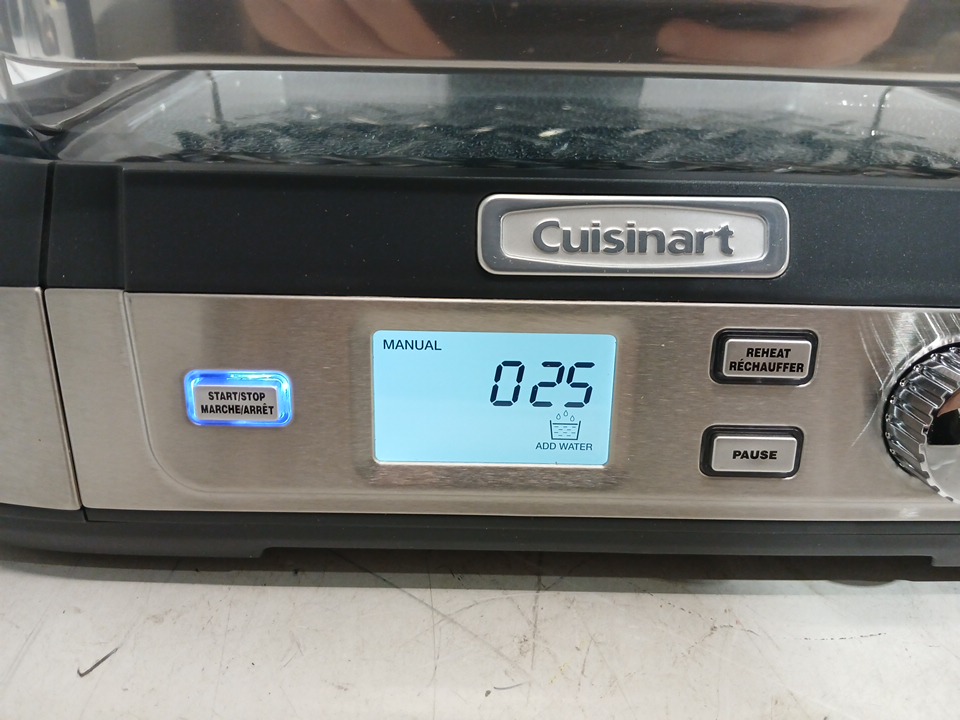 Cuisinart
START/STOP
MARCHE/ARRÊT
MANUAL
025
ADD WATER
REHEAT
RÉCHAUFFER
PAUSE